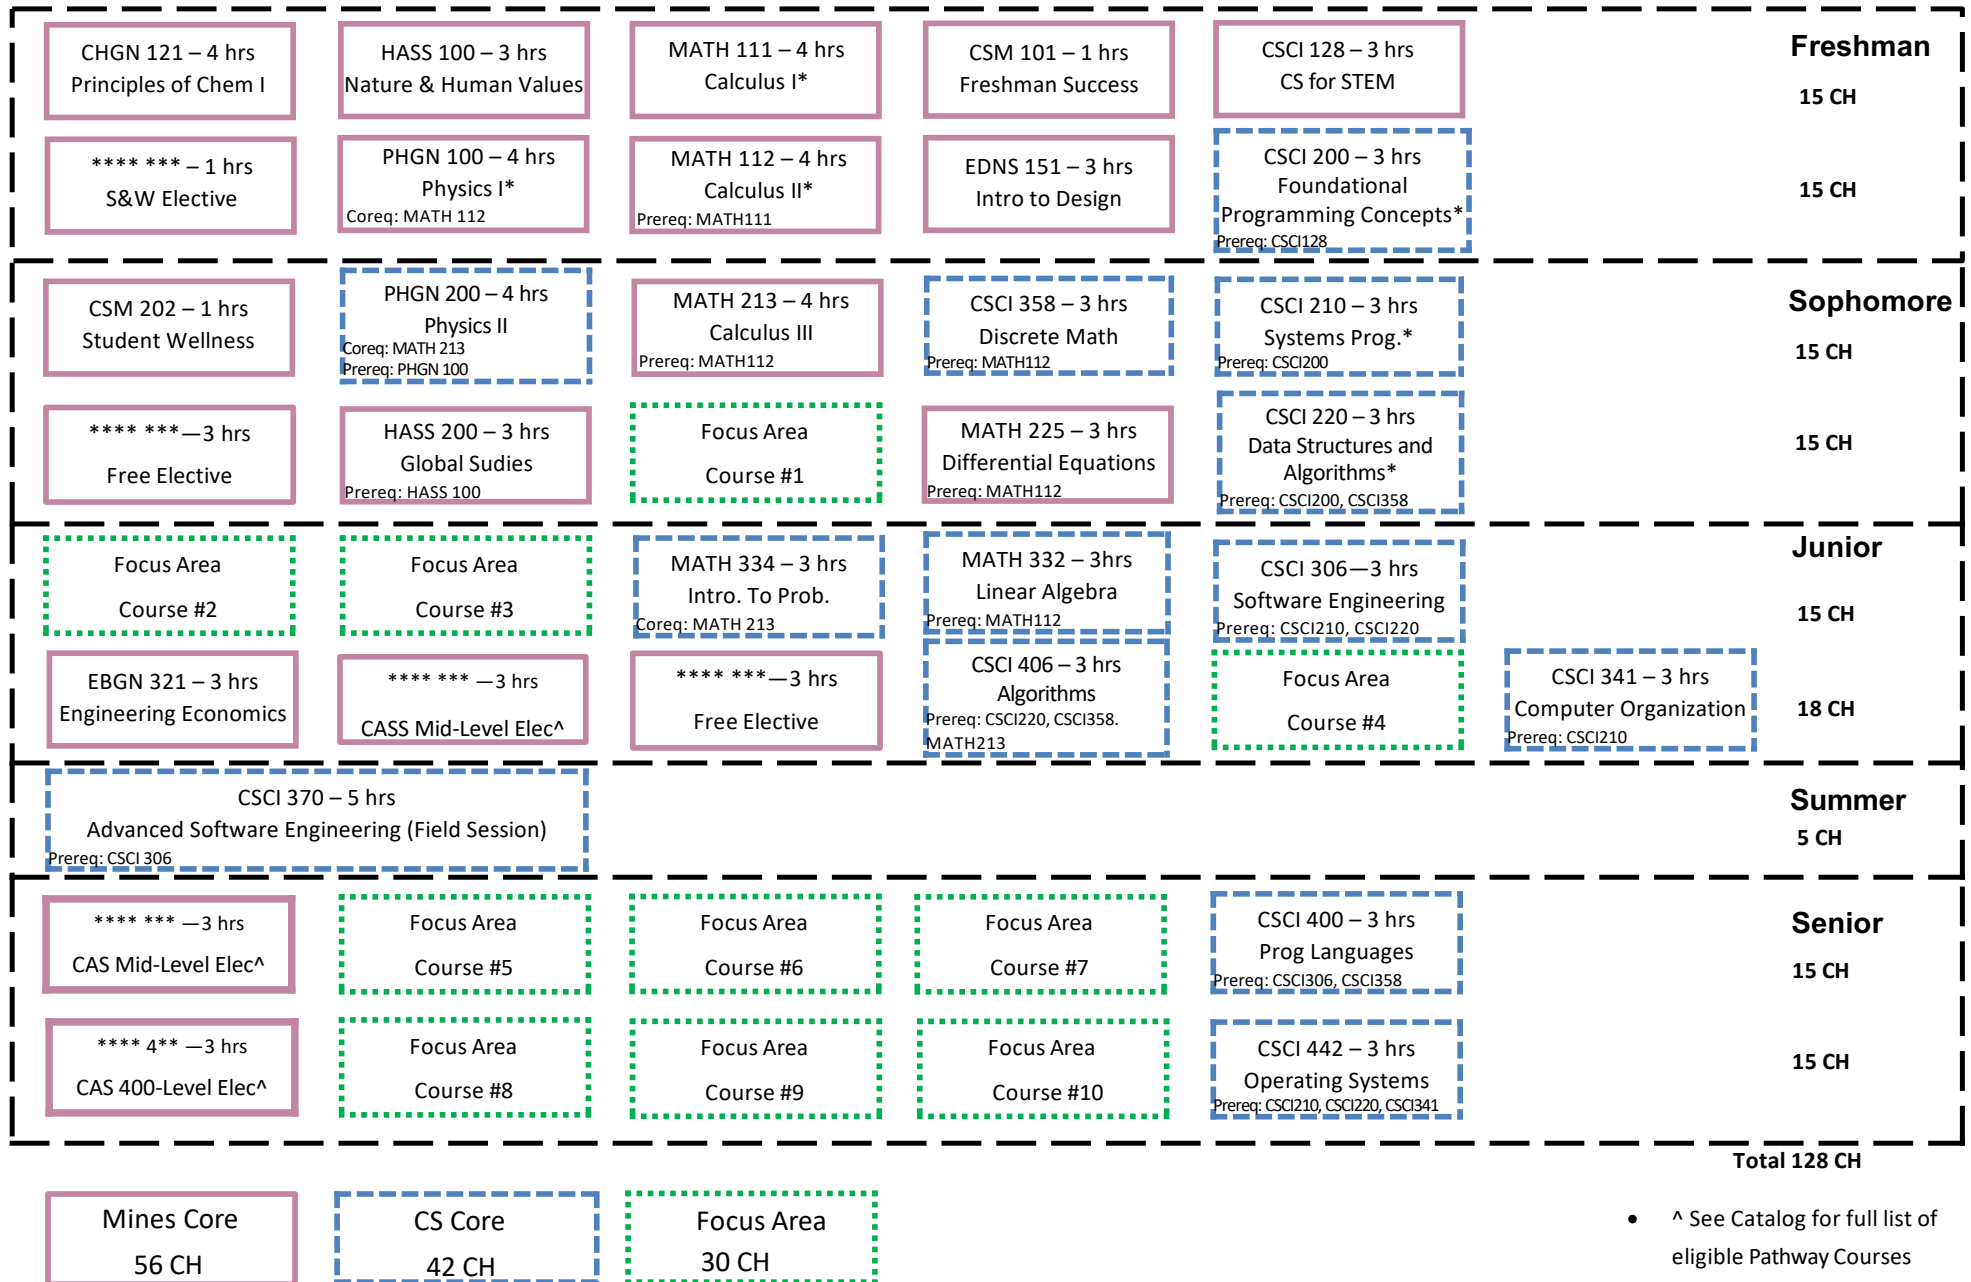 CHGN 121 – 4 hrs
Principles of Chem I
HASS 100 – 3 hrs
Nature & Human Values
MATH 111 – 4 hrs
Calculus I*
CSM 101 – 1 hrs
Freshman Success
CSCI 128 – 3 hrs
CS for STEM
Freshman
15 CH
**** *** – 1 hrs
S&W Elective
PHGN 100 – 4 hrs
Physics I*
Coreq: MATH 112
MATH 112 – 4 hrs
Calculus II*
Prereq: MATH111
EDNS 151 – 3 hrs
Intro to Design
CSCI 200 – 3 hrs
Foundational
Programming Concepts*
Prereq: CSCI128
15 CH
CSM 202 – 1 hrs
Student Wellness
PHGN 200 – 4 hrs
Physics II
Coreq: MATH 213
Prereq: PHGN 100
MATH 213 – 4 hrs
Calculus III
Prereq: MATH112
CSCI 358 – 3 hrs
Discrete Math
Prereq: MATH112
CSCI 210 – 3 hrs
Systems Prog.*
Prereq: CSCI200
Sophomore
15 CH
**** ***—3 hrs
Free Elective
HASS 200 – 3 hrs
Global Sudies
Prereq: HASS 100
Focus Area
Course #1
MATH 225 – 3 hrs
Differential Equations
Prereq: MATH112
CSCI 220 – 3 hrs
Data Structures and
Algorithms*
Prereq: CSCI200, CSCI358
15 CH
Focus Area
Course #2
Focus Area
Course #3
MATH 334 – 3 hrs
Intro. To Prob.
Coreq: MATH 213
MATH 332 – 3hrs
Linear Algebra
Prereq: MATH112
CSCI 306—3 hrs
Software Engineering
Prereq: CSCI210, CSCI220
Junior
15 CH
EBGN 321 – 3 hrs
Engineering Economics
**** *** —3 hrs
CASS Mid-Level Elec^
**** ***—3 hrs
Free Elective
CSCI 406 – 3 hrs
Algorithms
Prereq: CSCI220, CSCI358.
MATH213
Focus Area
Course #4
CSCI 341 – 3 hrs
Computer Organization
Prereq: CSCI210
18 CH
CSCI 370 – 5 hrs
Advanced Software Engineering (Field Session)
Prereq: CSCI 306
Summer
5 CH
**** *** —3 hrs
CAS Mid-Level Elec^
Focus Area
Course #5
Focus Area
Course #6
Focus Area
Course #7
CSCI 400 – 3 hrs
Prog Languages
Prereq: CSCI306, CSCI358
Senior
15 CH
**** 4** —3 hrs
CAS 400-Level Elec^
Focus Area
Course #8
Focus Area
Course #9
Focus Area
Course #10
CSCI 442 – 3 hrs
Operating Systems
Prereq: CSCI210, CSCI220, CSCI341
15 CH
Total 128 CH
Mines Core
56 CH
CS Core
42 CH
Focus Area
30 CH
• ^ See Catalog for full list of
eligible Pathway Courses